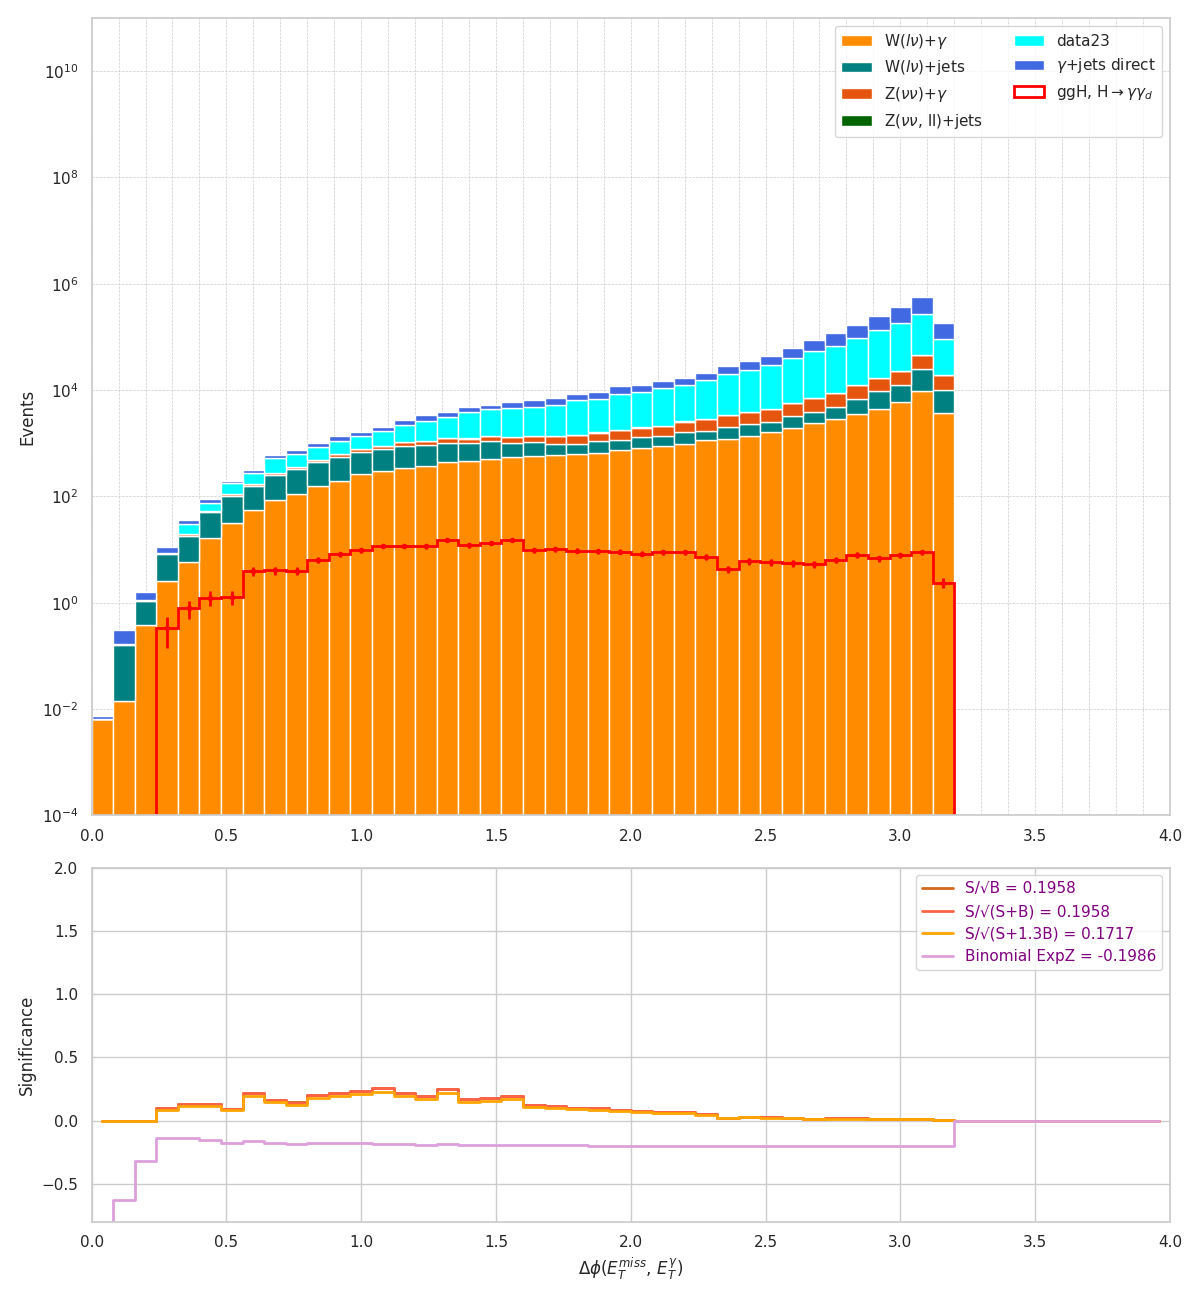 W(lν)+γ
W(lν)+jets
Z(νν)+γ
Z(νν, ll)+jets
data23
γ+jets direct
ggH, H→γγ_d
Events
10^10
10^8
10^6
10^4
10^2
10^0
10^−2
10^−4
0.0 0.5 1.0 1.5 2.0 2.5 3.0 3.5 4.0
S/√B = 0.1958
S/√(S+B) = 0.1958
S/√(S+1.3B) = 0.1717
Binomial ExpZ = -0.1986
Significance
2.0
1.5
1.0
0.5
0.0
−0.5
0.0 0.5 1.0 1.5 2.0 2.5 3.0 3.5 4.0
Δϕ(E_T^miss, E_T^γ)